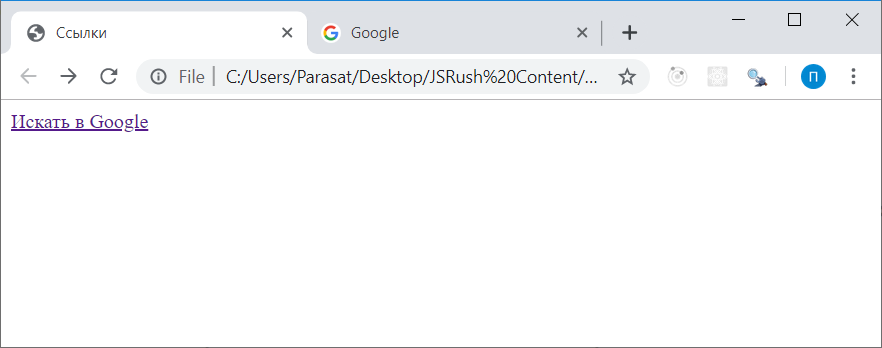 Ссылки
Google
File
C:/Users/Parasat/Desktop/JSRush%20Content/...
П
Искать в Google